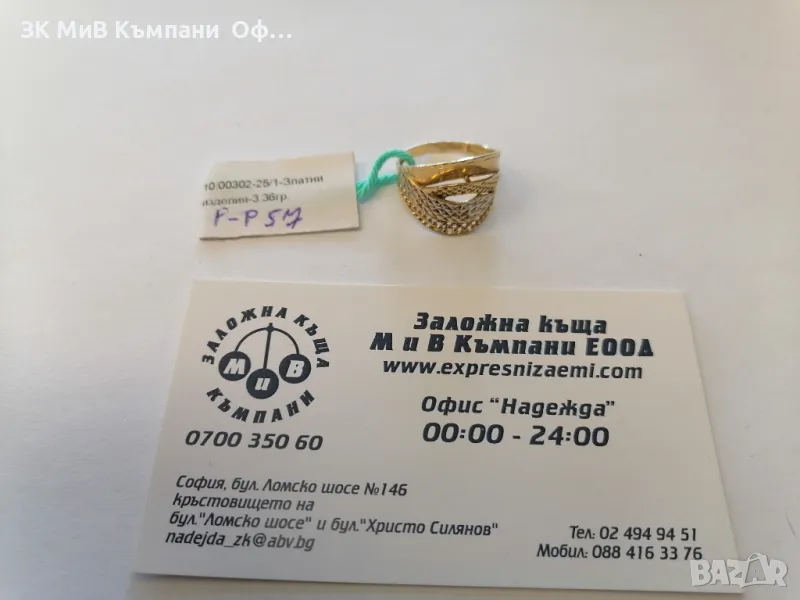 ЗК МиВ Къмпани Оф...
10.00302-25/1-Златни
изделия-3.36гр.
P-P 57
ЗАЛОЖНА КЪЩА
М И В
КЪМПАНИ
0700 350 60
Заложна къща
М и В Къмпани ЕООД
www.expresnizaemi.com
Офис "Надежда"
00:00 - 24:00
София, бул. Ломско шосе №146
кръстовището на
бул."Ломско шосе" и бул."Христо Силянов"
nadejda_zk@abv.bg
Тел: 02 494 94 51
Мобил: 088 416 33 76
BAZAR